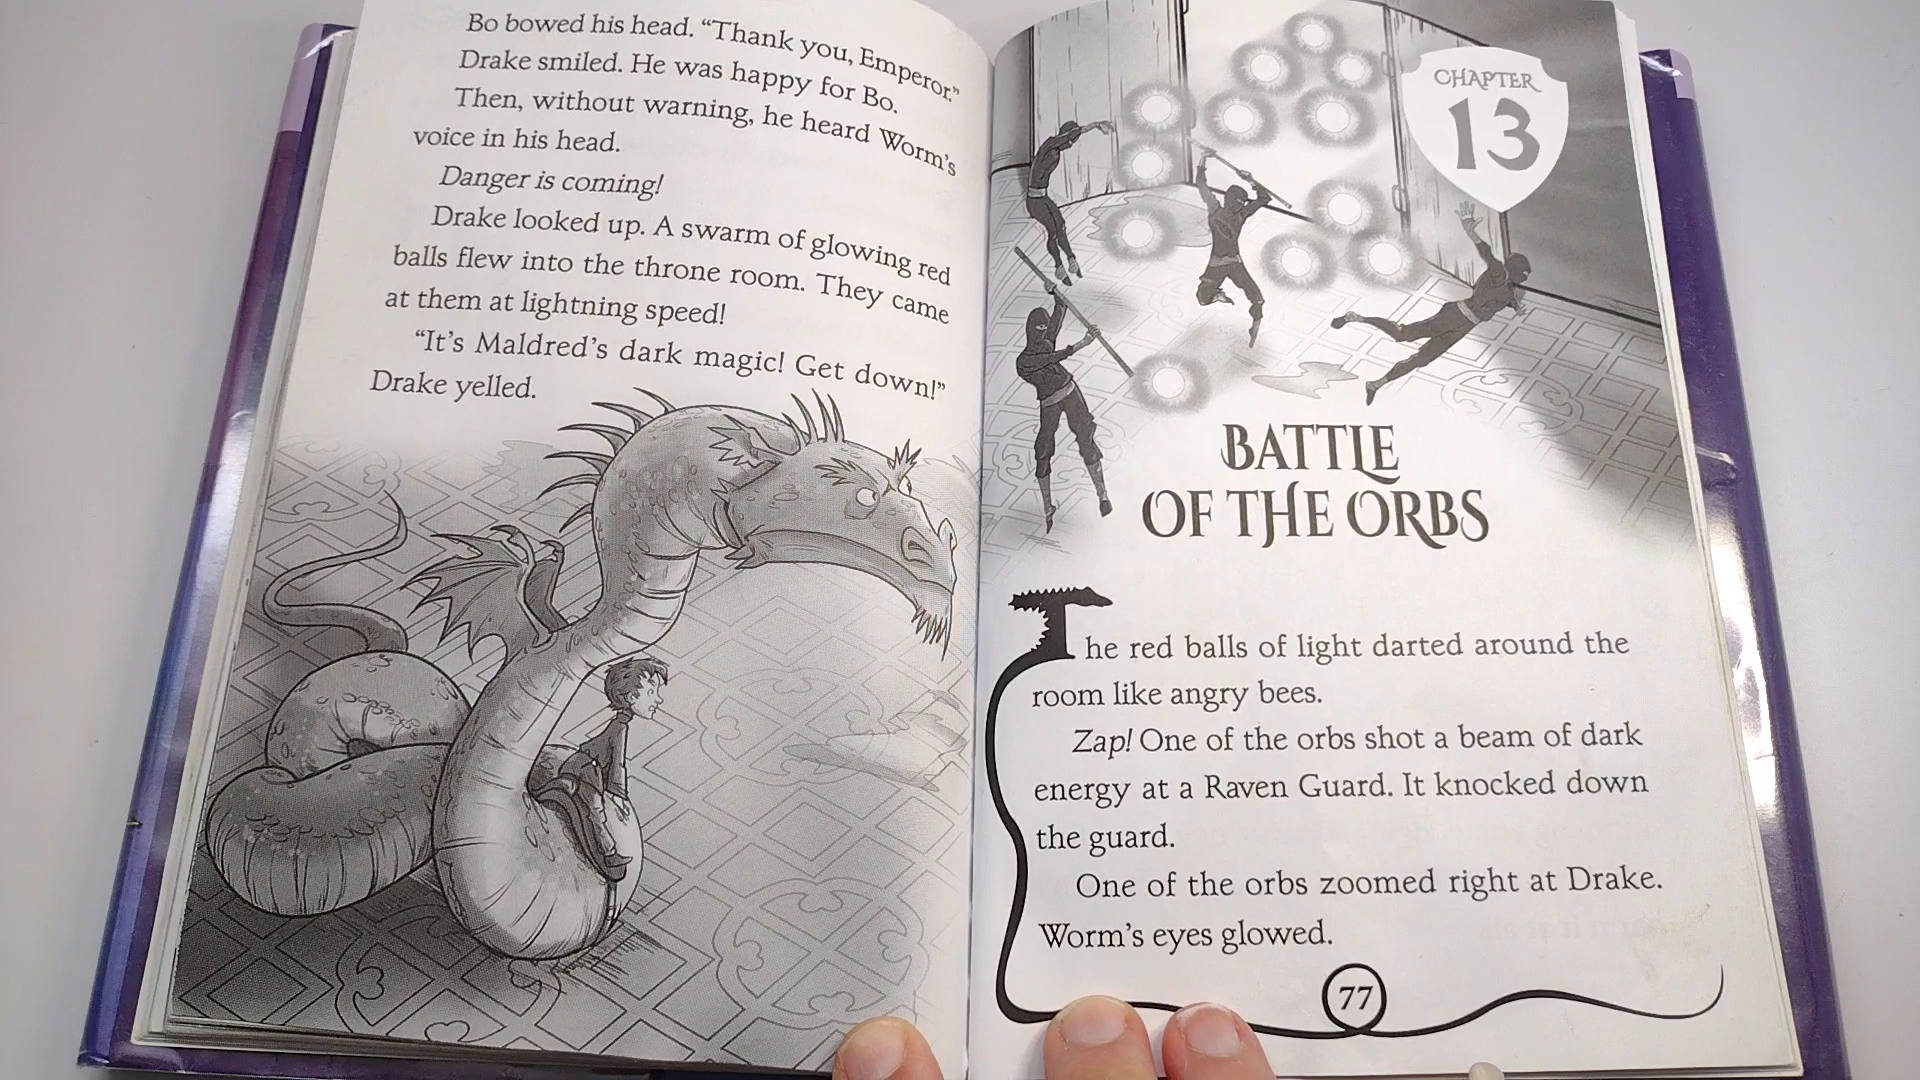 Bo bowed his head. “Thank you, Emperor.”
Drake smiled. He was happy for Bo.
Then, without warning, he heard Worm’s
voice in his head.
Danger is coming!
Drake looked up. A swarm of glowing red
balls flew into the throne room. They came
at them at lightning speed!
“It’s Maldred’s dark magic! Get down!”
Drake yelled.
CHAPTER
13
BATTLE
OF THE ORBS
The red balls of light darted around the
room like angry bees.
Zap! One of the orbs shot a beam of dark
energy at a Raven Guard. It knocked down
the guard.
One of the orbs zoomed right at Drake.
Worm’s eyes glowed.
77